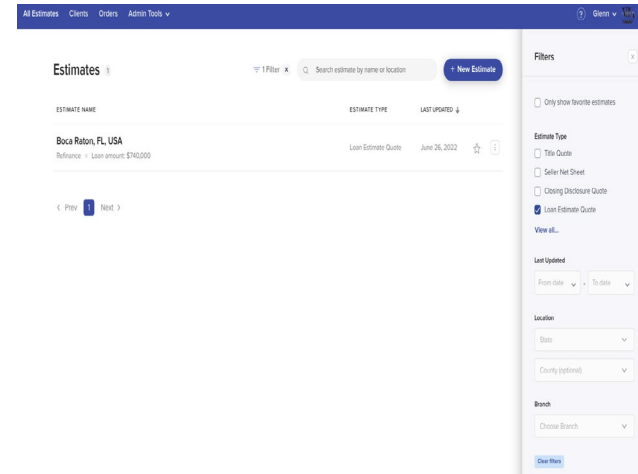 All Estimates Clients Orders Admin Tools
? Glenn
Estimates 1
1 Filter x
Search estimate by name or location
+ New Estimate
ESTIMATE NAME ESTIMATE TYPE LAST UPDATED
Boca Raton, FL, USA
Refinance Loan amount: $740,000
Loan Estimate Quote June 26, 2022
Prev 1 Next
Filters x
Only show favorite estimates
Estimate Type
Title Quote
Seller Net Sheet
Closing Disclosure Quote
Loan Estimate Quote
View all...
Last Updated
From date - To date
Location
State
County (optional)
Branch
Choose Branch
Clear filters